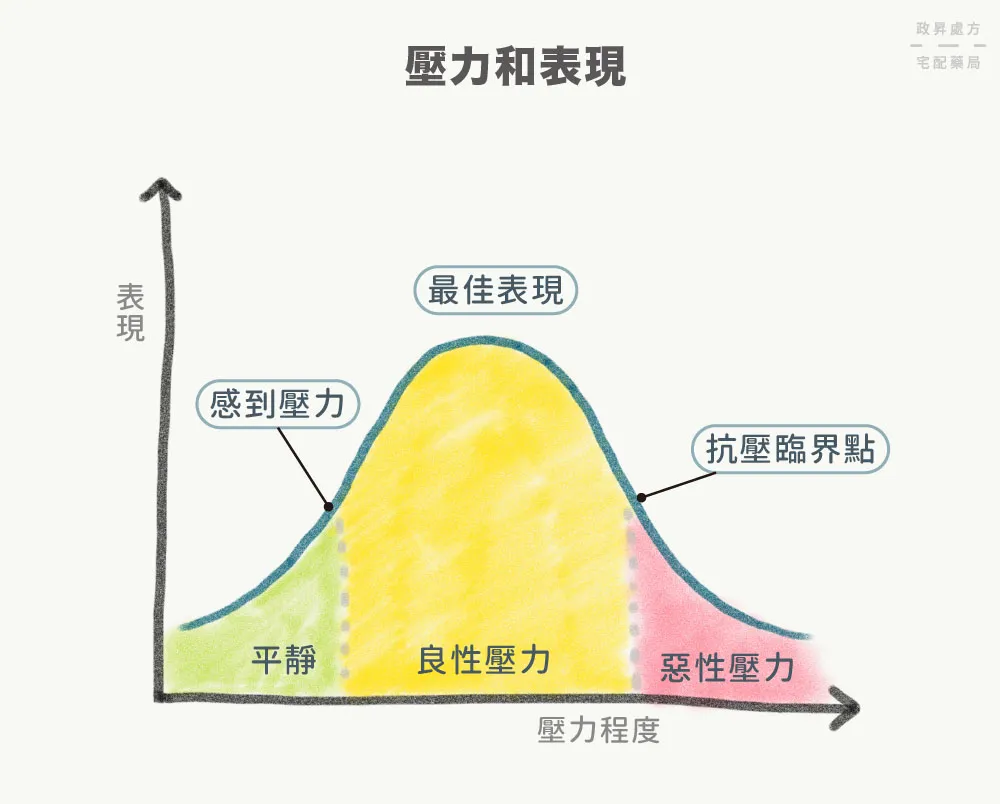 政昇處方
宅配藥局
壓力和表現
表現
最佳表現
感到壓力
抗壓臨界點
平靜
良性壓力
惡性壓力
壓力程度